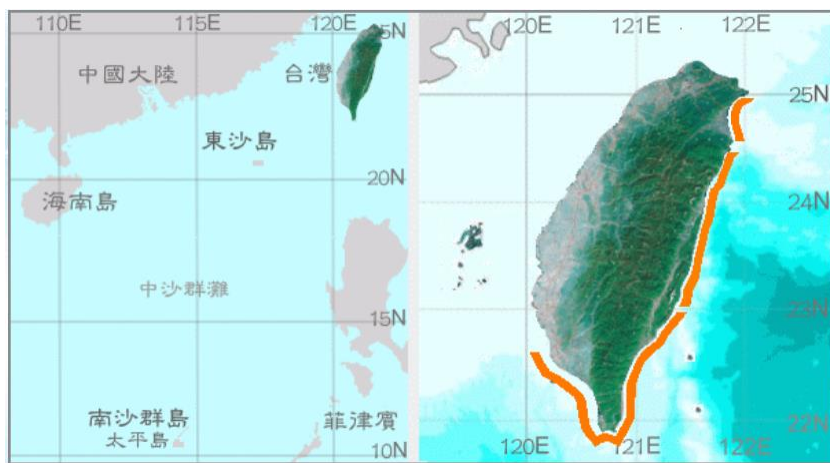 110E 115E 120E 25N
中國大陸
台灣
東沙島
20N
海南島
中沙群灘
15N
南沙群島
太平島
菲律賓
10N
120E 121E 122E
25N
24N
23N
22N
120E 121E 122E